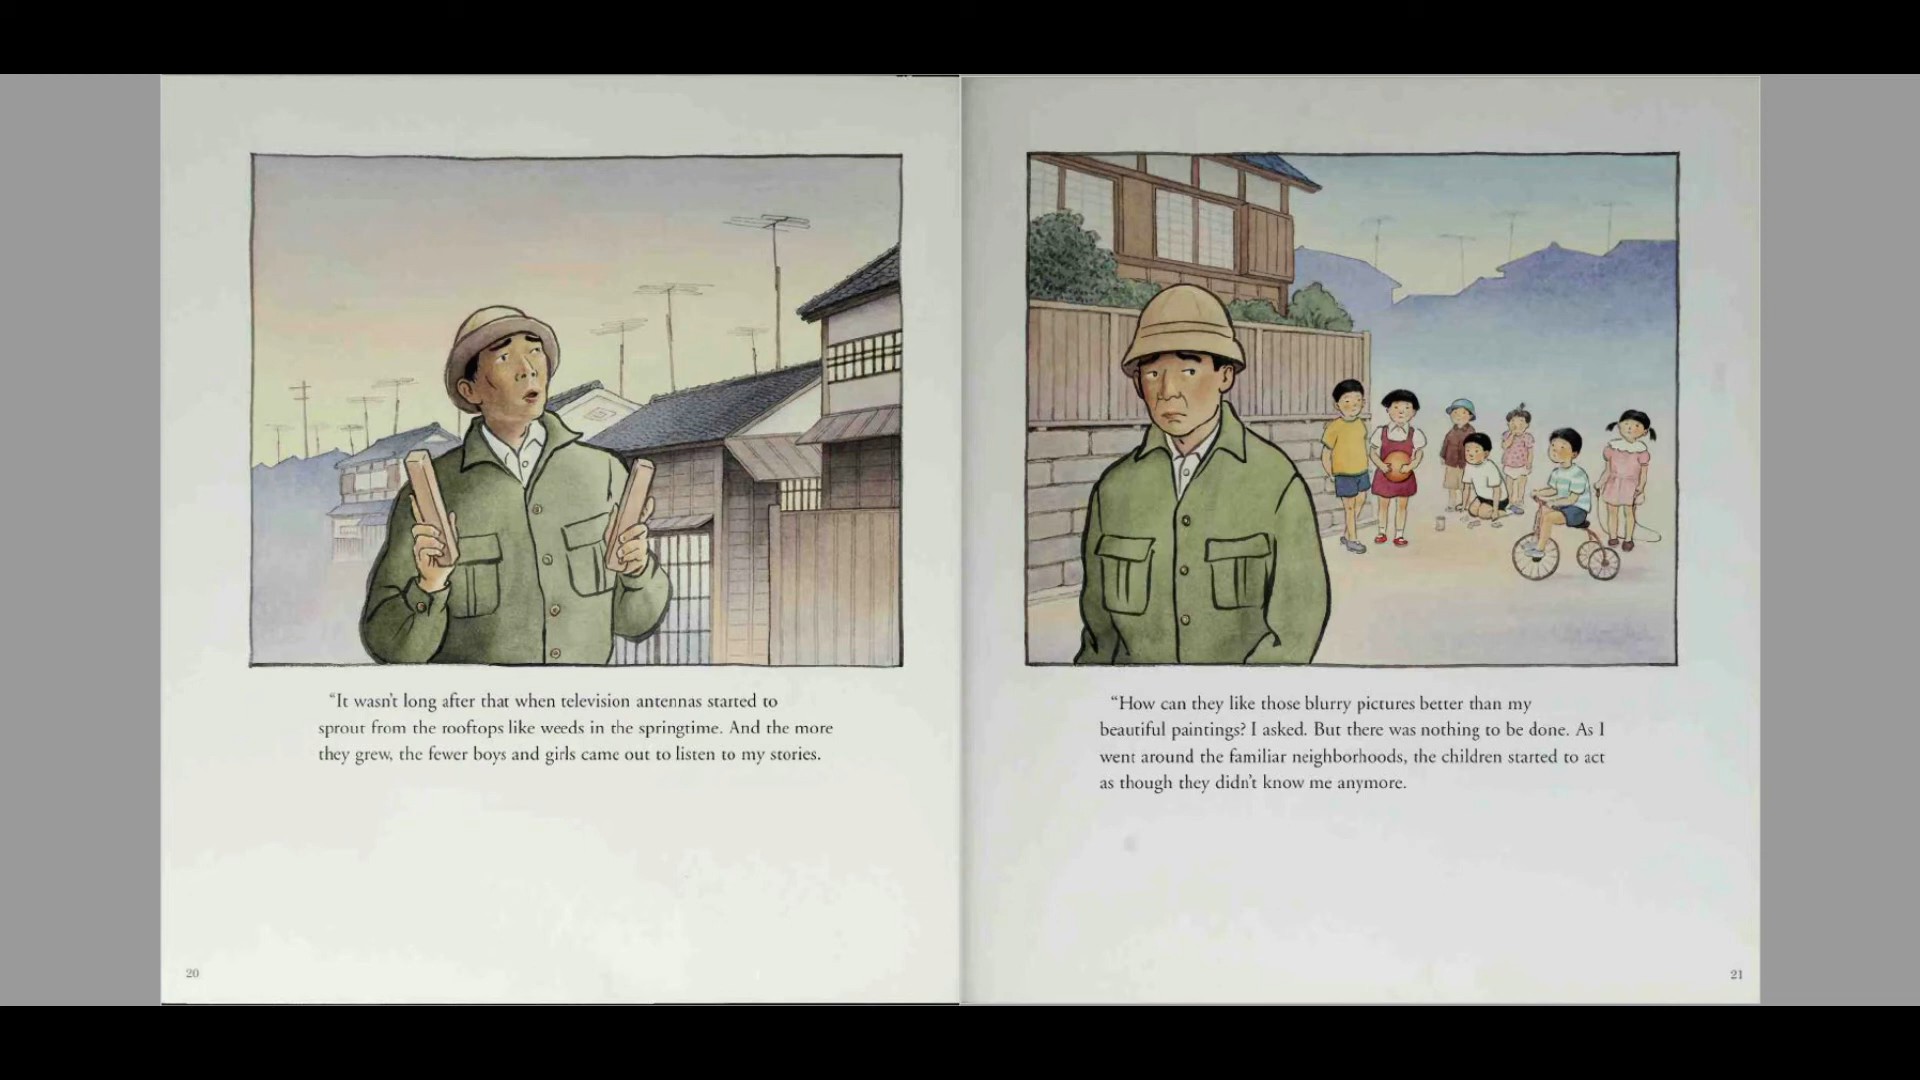 “It wasn’t long after that when television antennas started to
sprout from the rooftops like weeds in the springtime. And the more
they grew, the fewer boys and girls came out to listen to my stories.
20
“How can they like those blurry pictures better than my
beautiful paintings? I asked. But there was nothing to be done. As I
went around the familiar neighborhoods, the children started to act
as though they didn’t know me anymore.
21